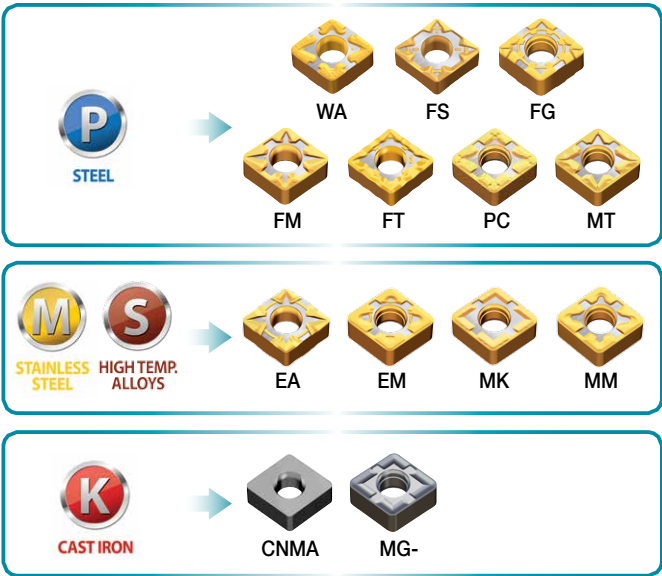 WA FS FG
P
STEEL
FM FT PC MT
M S
STAINLESS STEEL
HIGH TEMP. ALLOYS
EA EM MK MM
K
CAST IRON
CNMA MG-